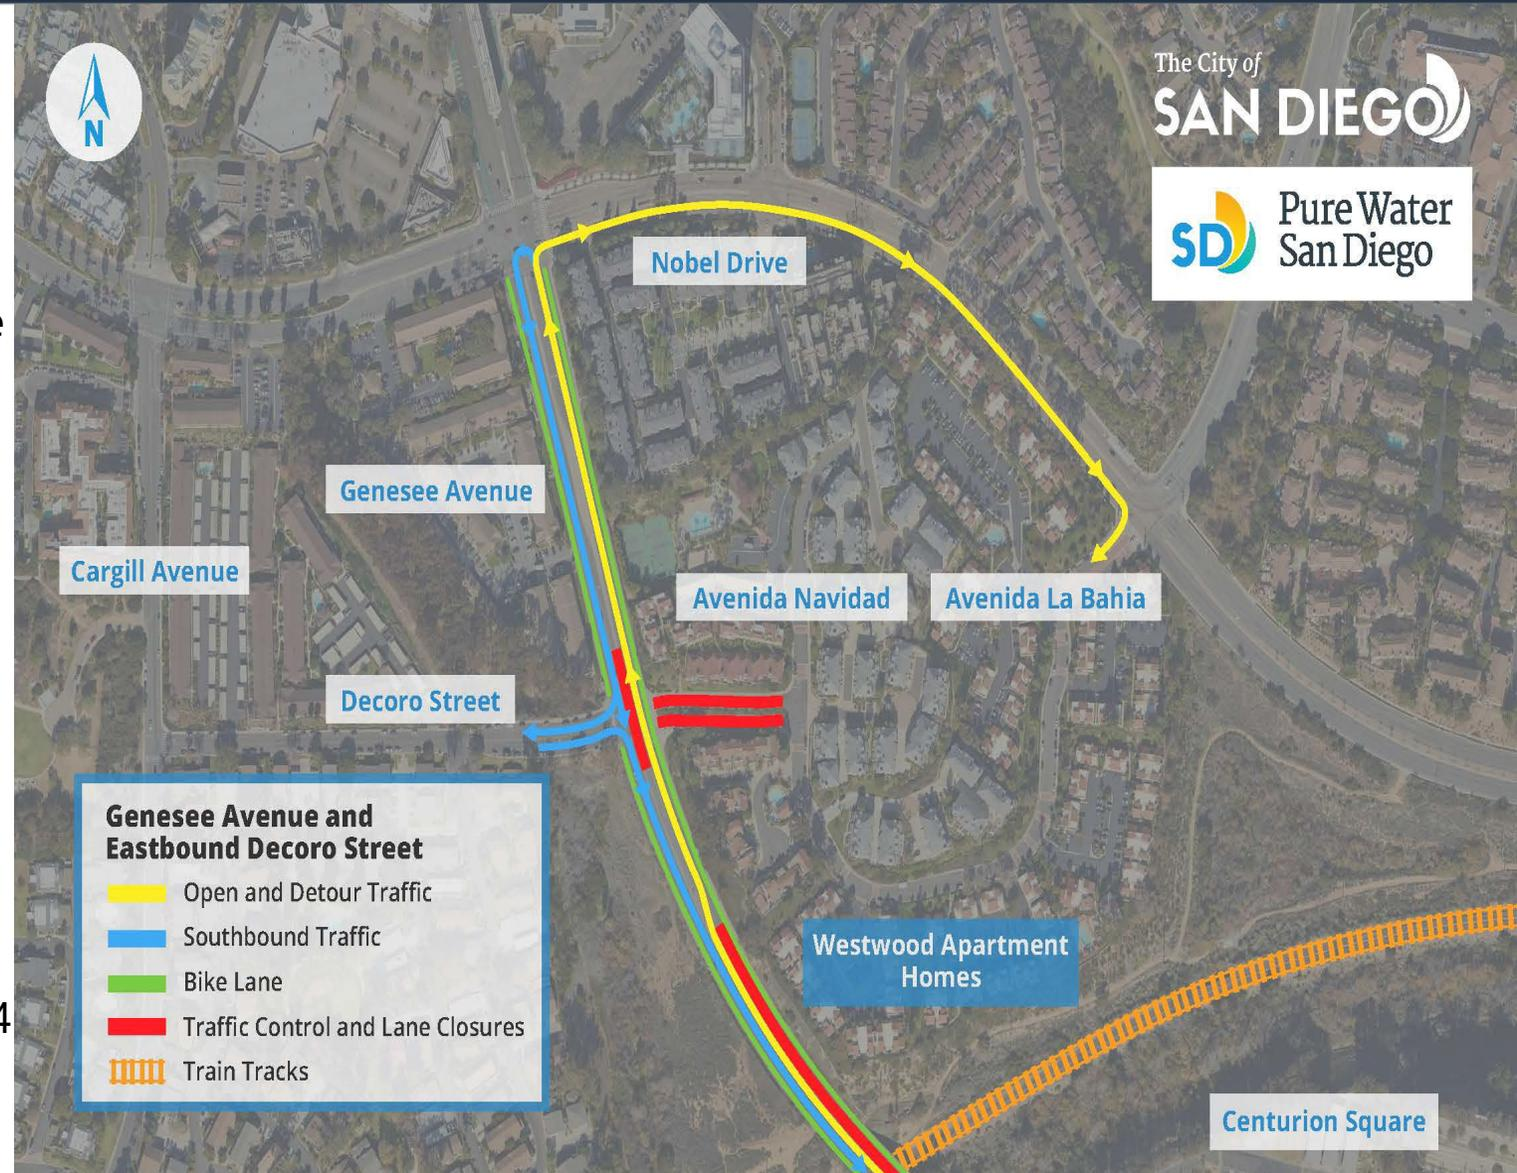 N
The City of
SAN DIEGO
SD
Pure Water
San Diego
Nobel Drive
e
Genesee Avenue
Cargill Avenue
Avenida Navidad
Avenida La Bahia
Decoro Street
Genesee Avenue and
Eastbound Decoro Street
Open and Detour Traffic
Southbound Traffic
Bike Lane
Traffic Control and Lane Closures
Train Tracks
4
Westwood Apartment
Homes
Centurion Square